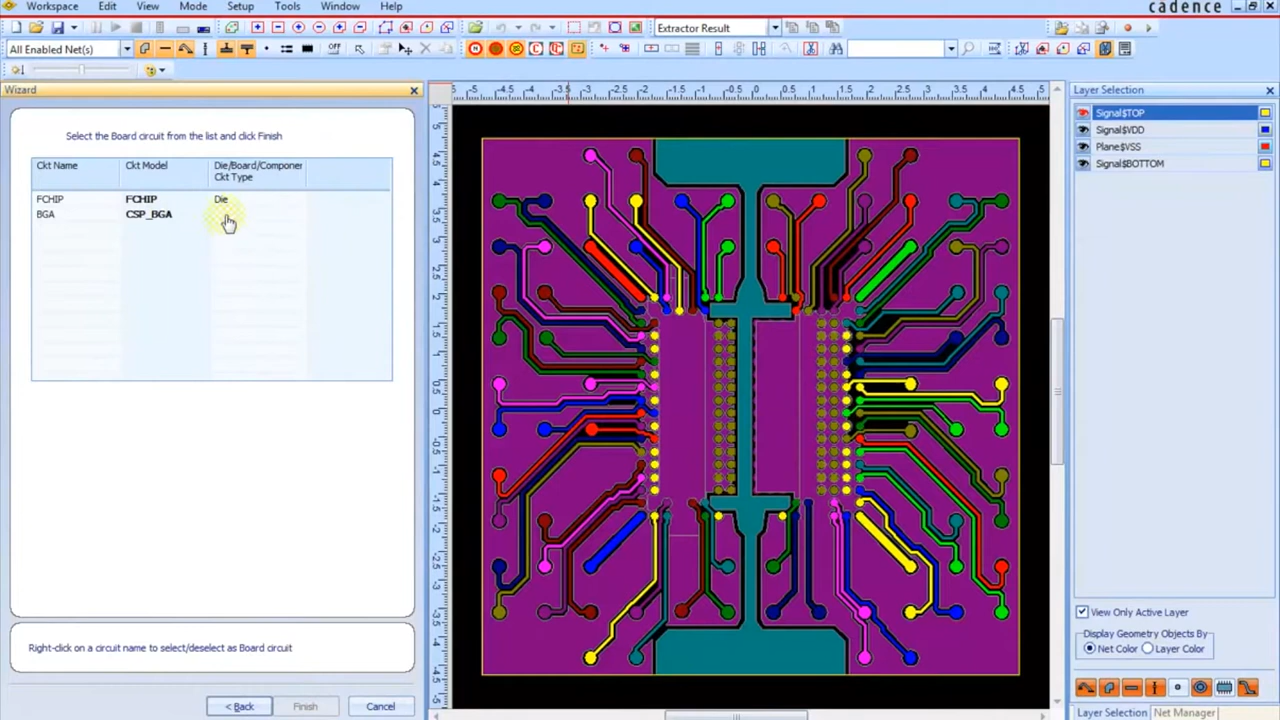 Workspace Edit View Mode Setup Tools Window Help
cadence
Extractor Result
All Enabled Net(s)
OFF
Wizard
Layer Selection
Select the Board circuit from the list and click Finish
Ckt Name Ckt Model Die/Board/Componer
Ckt Type
FCHIP FCHIP Die
BGA CSP_BGA
Signal$TOP
Signal$VDD
Plane$VSS
Signal$BOTTOM
View Only Active Layer
Display Geometry Objects By
Net Color Layer Color
Right-click on a circuit name to select/deselect as Board circuit
< Back Finish Cancel
Layer Selection Net Manager